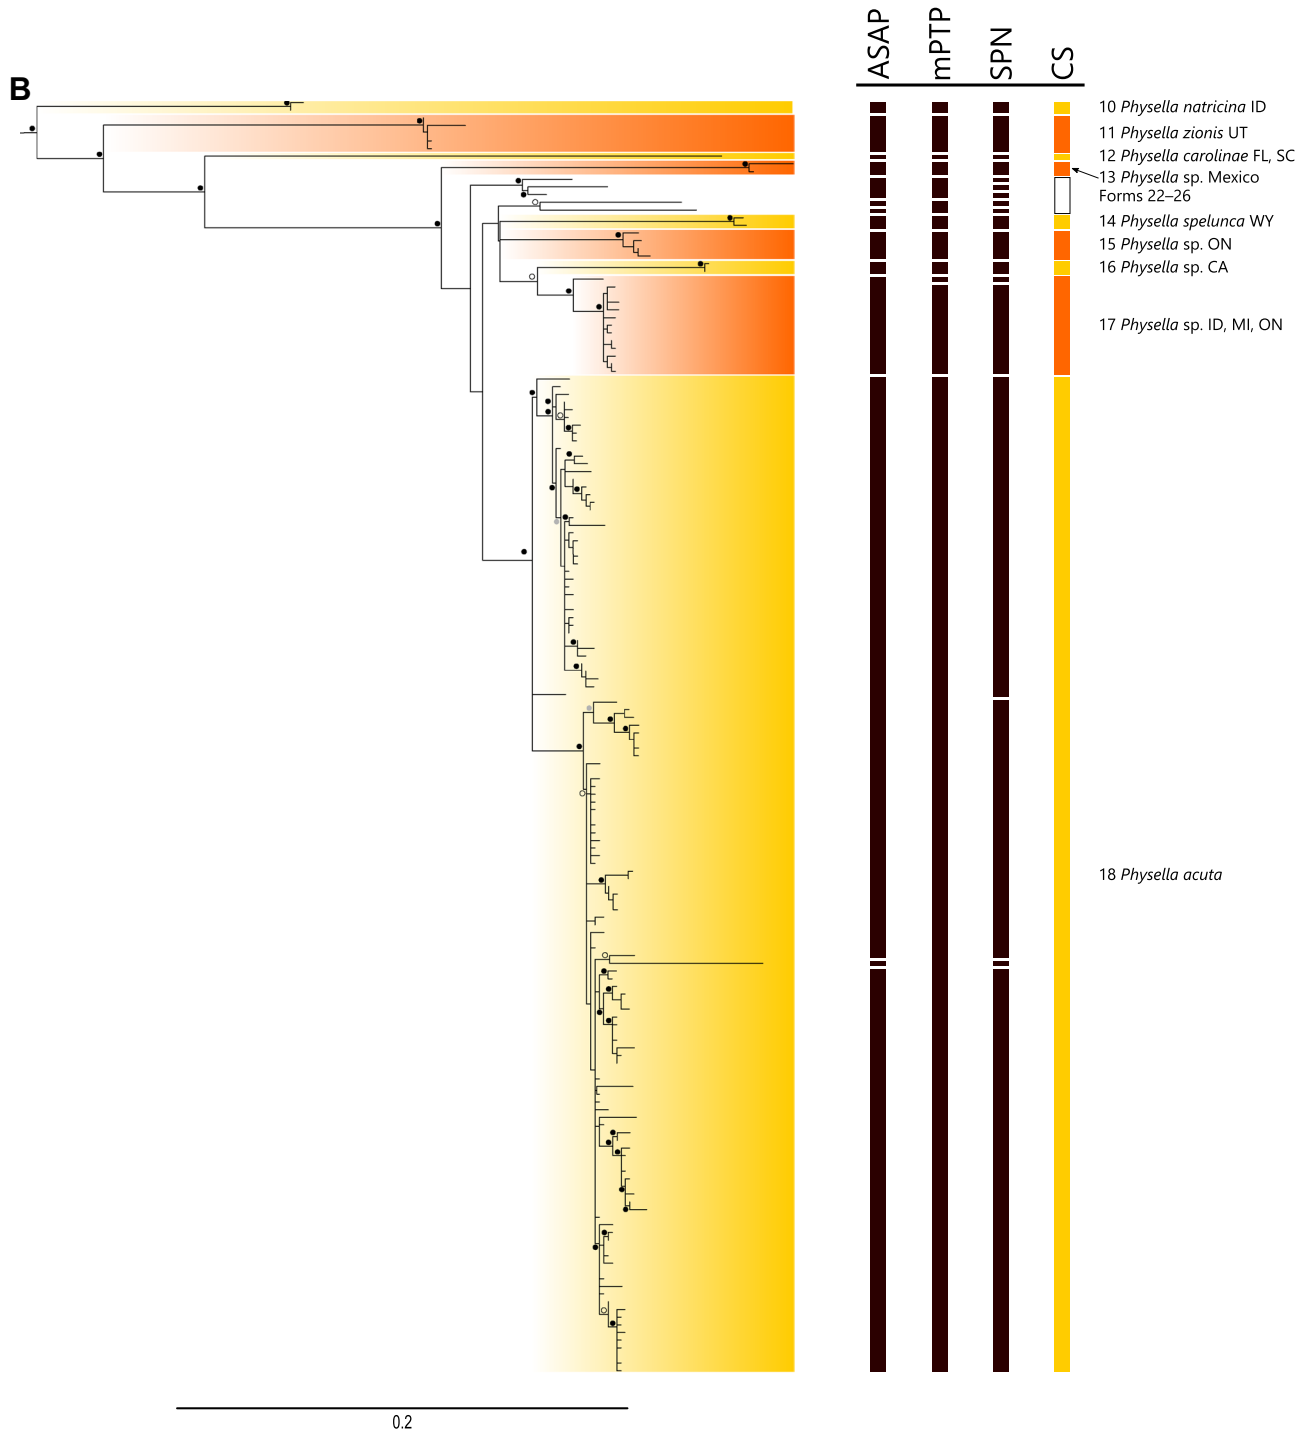 ASAP
mPTP
SPN
CS
B
10 Physella natricina ID
11 Physella zionis UT
12 Physella carolinae FL, SC
13 Physella sp. Mexico
Forms 22–26
14 Physella spelunca WY
15 Physella sp. ON
16 Physella sp. CA
17 Physella sp. ID, MI, ON
18 Physella acuta
0.2